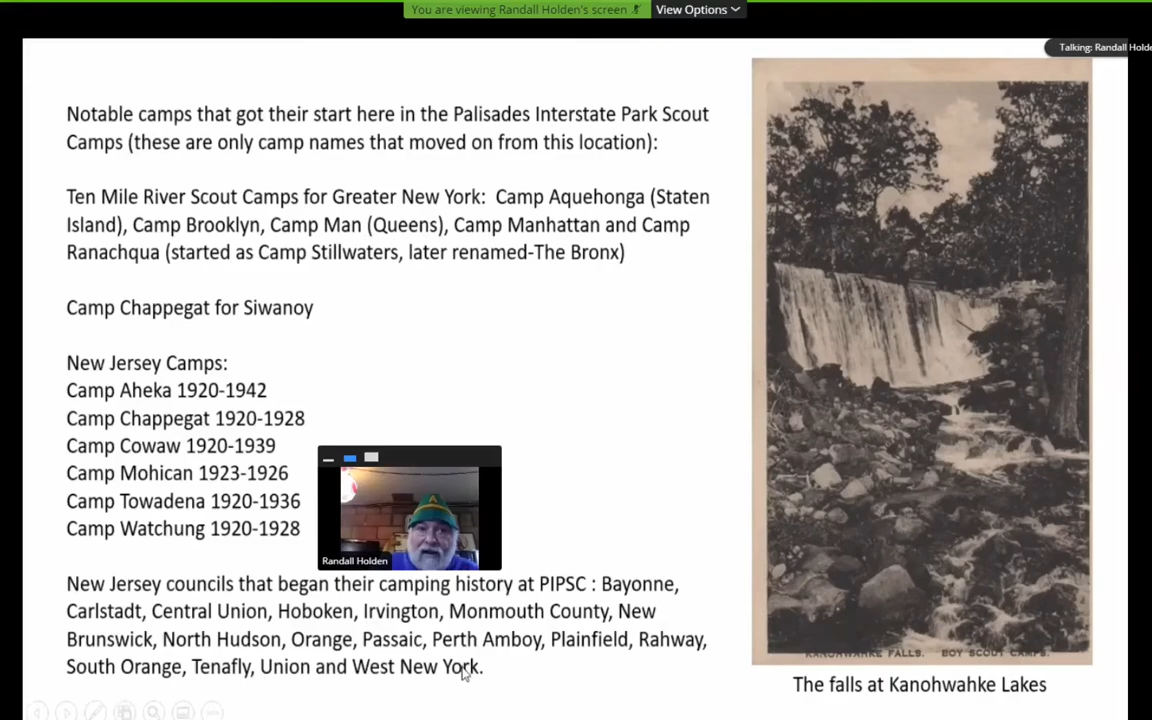 You are viewing Randall Holden's screen
View Options
Talking: Randall Holde
Notable camps that got their start here in the Palisades Interstate Park Scout
Camps (these are only camp names that moved on from this location):
Ten Mile River Scout Camps for Greater New York:  Camp Aquehonga (Staten
Island), Camp Brooklyn, Camp Man (Queens), Camp Manhattan and Camp
Ranachqua (started as Camp Stillwaters, later renamed-The Bronx)
Camp Chappegat for Siwanoy
New Jersey Camps:
Camp Aheka 1920-1942
Camp Chappegat 1920-1928
Camp Cowaw 1920-1939
Camp Mohican 1923-1926
Camp Towadena 1920-1936
Camp Watchung 1920-1928
Randall Holden
New Jersey councils that began their camping history at PIPSC : Bayonne,
Carlstadt, Central Union, Hoboken, Irvington, Monmouth County, New
Brunswick, North Hudson, Orange, Passaic, Perth Amboy, Plainfield, Rahway,
South Orange, Tenafly, Union and West New York.
KANOHWAHKE FALLS. BOY SCOUT CAMPS.
The falls at Kanohwahke Lakes